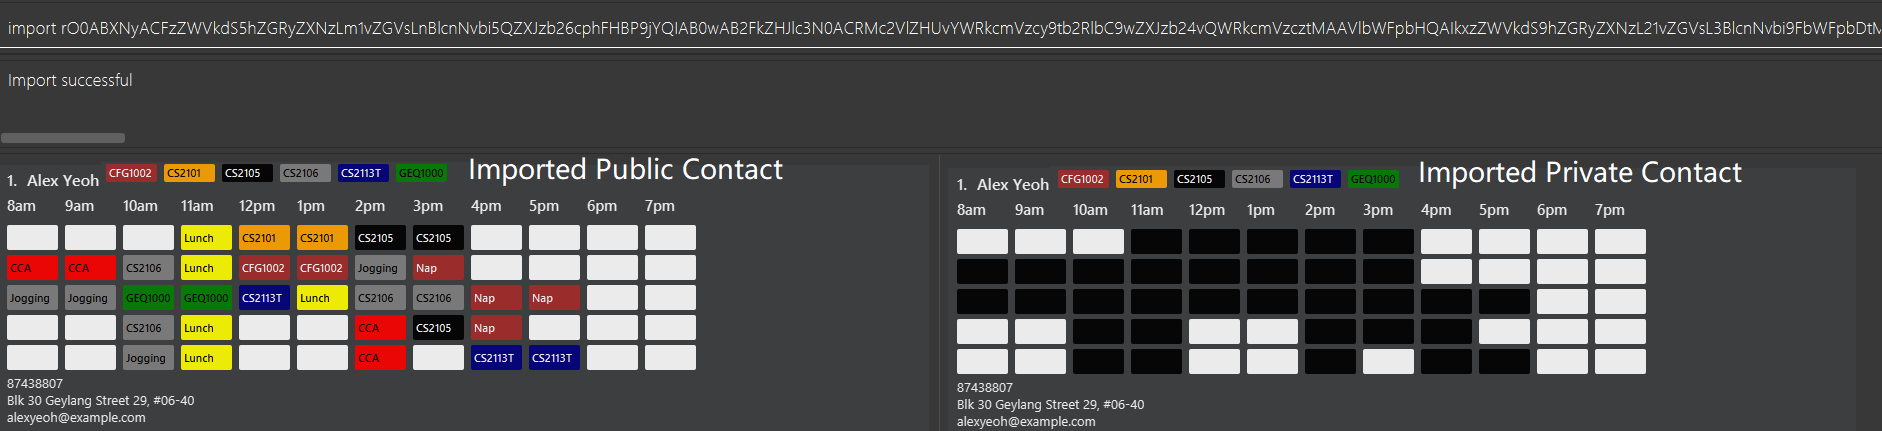 import rO0ABXNyACFzZWVkdS5hZGRyZXNzLm1vZGVsLnBlcnNvbi5QZXJzb26cphFHBP9jYQIAB0wAB2FkZHJlc3N0ACRMc2VlZHUvYWRkcmVzcy9tb2RlbC9wZXJzb24vQWRkcmVzcztMAAVlbWFpbHQAIkxzZWVkdS9hZGRyZXNzL21vZGVsL3BlcnNvbi9FbWFpbDtM
Import successful
1. Alex Yeoh CFG1002 CS2101 CS2105 CS2106 CS2113T GEQ1000 Imported Public Contact
8am 9am 10am 11am 12pm 1pm 2pm 3pm 4pm 5pm 6pm 7pm
Lunch CS2101 CS2101 CS2105 CS2105
CCA CCA CS2106 Lunch CFG1002 CFG1002 Jogging Nap
Jogging Jogging GEQ1000 GEQ1000 CS2113T Lunch CS2106 CS2106 Nap Nap
CS2106 Lunch CCA CS2105 Nap
Jogging Lunch CCA CS2113T CS2113T
87438807
Blk 30 Geylang Street 29, #06-40
alexyeoh@example.com
1. Alex Yeoh CFG1002 CS2101 CS2105 CS2106 CS2113T GEQ1000 Imported Private Contact
8am 9am 10am 11am 12pm 1pm 2pm 3pm 4pm 5pm 6pm 7pm
87438807
Blk 30 Geylang Street 29, #06-40
alexyeoh@example.com